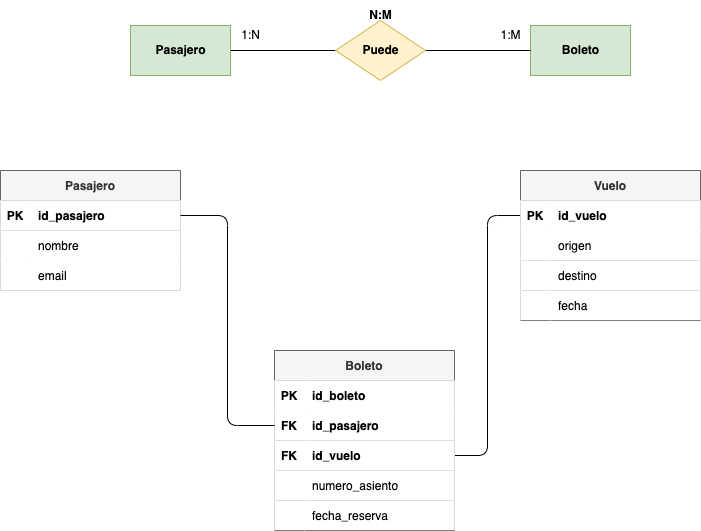 N:M
Pasajero 1:N Puede 1:M Boleto
Pasajero
PK id_pasajero
nombre
email
Vuelo
PK id_vuelo
origen
destino
fecha
Boleto
PK id_boleto
FK id_pasajero
FK id_vuelo
numero_asiento
fecha_reserva